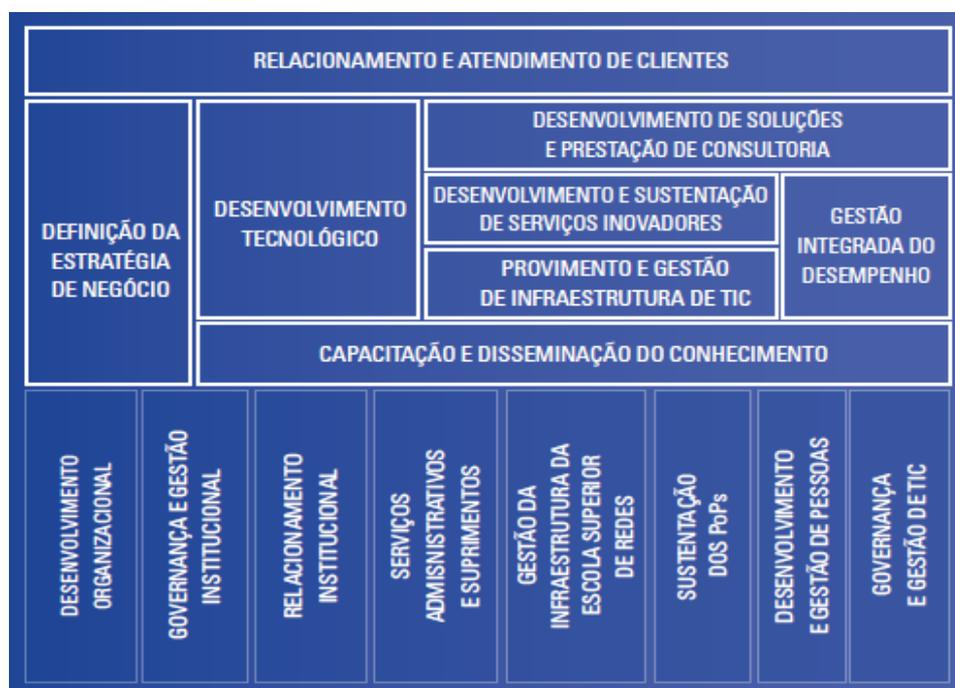 RELACIONAMENTO E ATENDIMENTO DE CLIENTES
DEFINIÇÃO DA
ESTRATÉGIA
DE NEGÓCIO
DESENVOLVIMENTO
TECNOLÓGICO
DESENVOLVIMENTO DE SOLUÇÕES
E PRESTAÇÃO DE CONSULTORIA
DESENVOLVIMENTO E SUSTENTAÇÃO
DE SERVIÇOS INOVADORES
PROVIMENTO E GESTÃO
DE INFRAESTRUTURA DE TIC
GESTÃO
INTEGRADA DO
DESEMPENHO
CAPACITAÇÃO E DISSEMINAÇÃO DO CONHECIMENTO
DESENVOLVIMENTO
ORGANIZACIONAL
GOVERNANÇA E GESTÃO
INSTITUCIONAL
RELACIONAMENTO
INSTITUCIONAL
SERVIÇOS
ADMISNISTRATIVOS
E SUPRIMENTOS
GESTÃO DA
INFRAESTRUTURA DA
ESCOLA SUPERIOR
DE REDES
SUSTENTAÇÃO
DOS PoPs
DESENVOLVIMENTO
E GESTÃO DE PESSOAS
GOVERNANÇA
E GESTÃO DE TIC